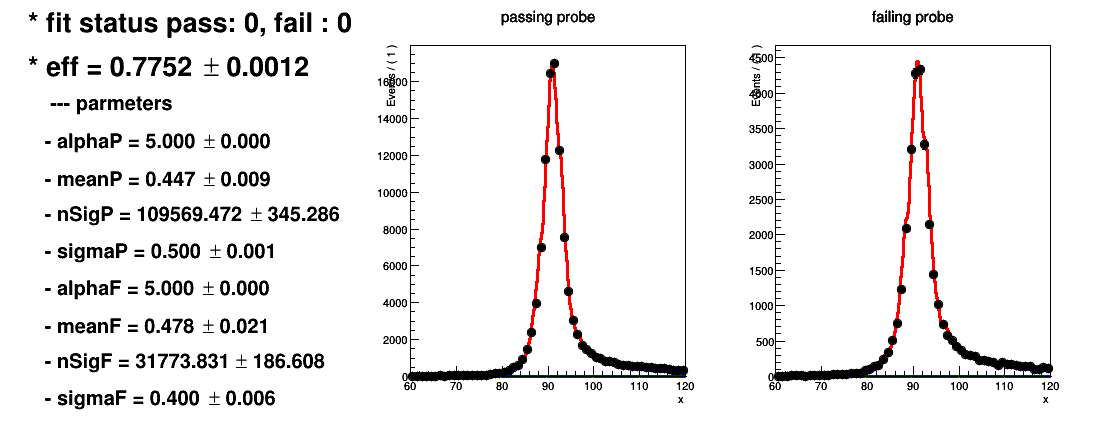 * fit status pass: 0, fail : 0
* eff = 0.7752 ± 0.0012
--- parmeters
- alphaP = 5.000 ± 0.000
- meanP = 0.447 ± 0.009
- nSigP = 109569.472 ± 345.286
- sigmaP = 0.500 ± 0.001
- alphaF = 5.000 ± 0.000
- meanF = 0.478 ± 0.021
- nSigF = 31773.831 ± 186.608
- sigmaF = 0.400 ± 0.006
passing probe
Events / ( 1 )
16000
14000
12000
10000
8000
6000
4000
2000
0
60 70 80 90 100 110 120
x
failing probe
Events / ( 1 )
4500
4000
3500
3000
2500
2000
1500
1000
500
0
60 70 80 90 100 110 120
x